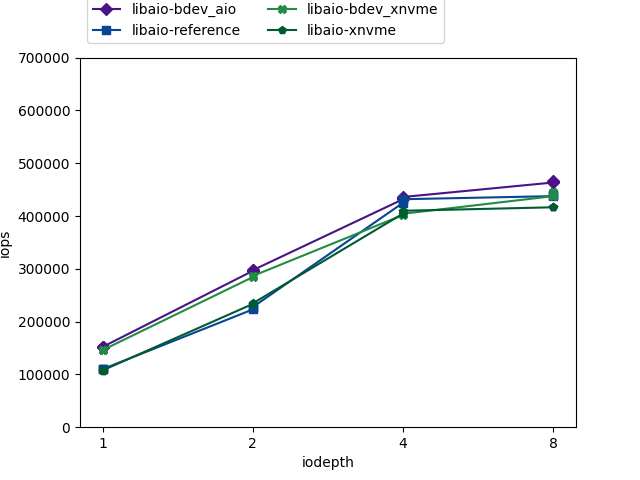 libaio-bdev_aio libaio-bdev_xnvme
libaio-reference libaio-xnvme
700000
600000
500000
400000
300000
200000
100000
0
iops
1 2 4 8
iodepth